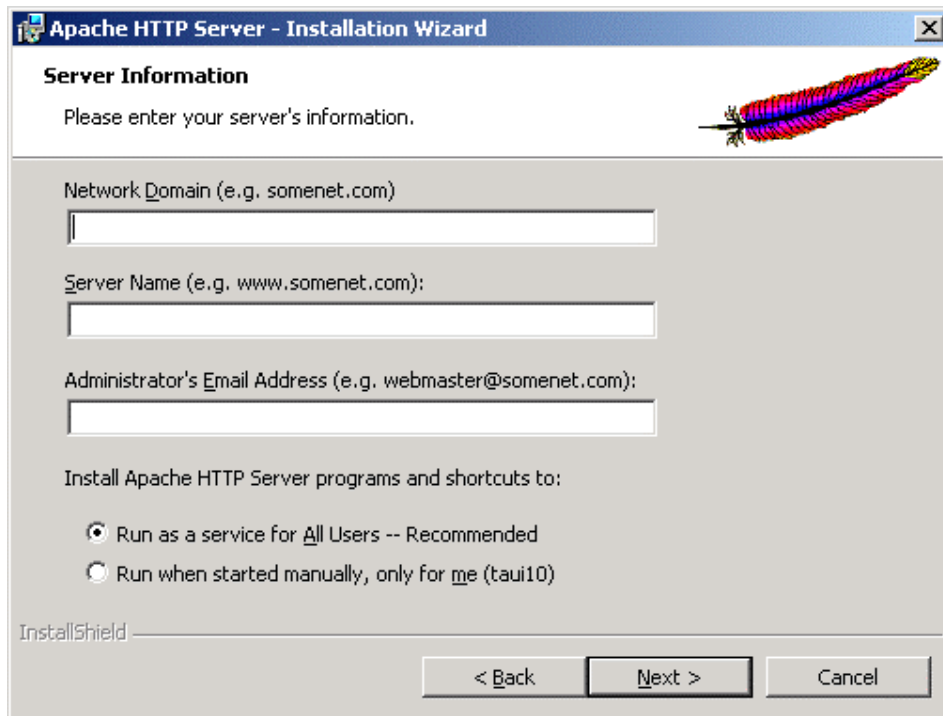 Apache HTTP Server - Installation Wizard
Server Information
Please enter your server's information.
Network Domain (e.g. somenet.com)
Server Name (e.g. www.somenet.com):
Administrator's Email Address (e.g. webmaster@somenet.com):
Install Apache HTTP Server programs and shortcuts to:
Run as a service for All Users -- Recommended
Run when started manually, only for me (taui10)
InstallShield
< Back Next > Cancel